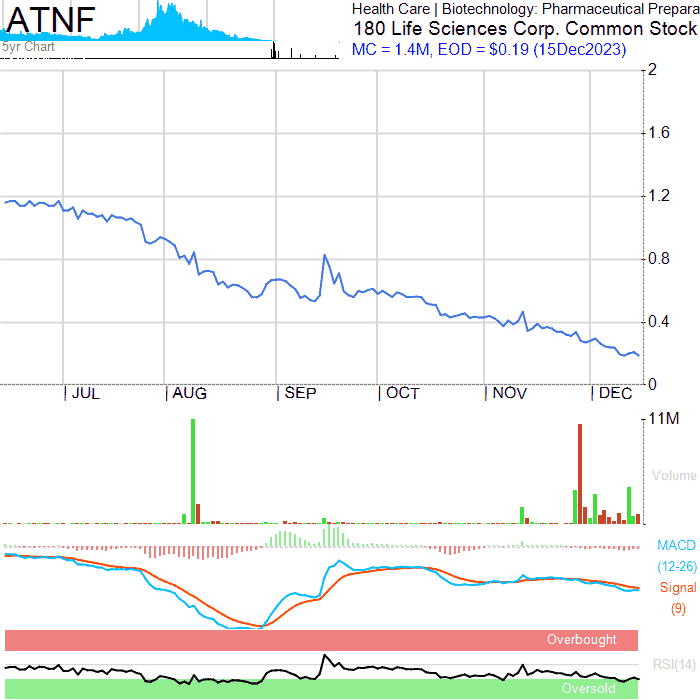 ATNF
5yr Chart
Health Care | Biotechnology: Pharmaceutical Prepara
180 Life Sciences Corp. Common Stock
MC = 1.4M, EOD = $0.19 (15Dec2023)
2
1.6
1.2
0.8
0.4
0
JUL AUG SEP OCT NOV DEC
11M
Volume
MACD
(12-26)
Signal
(9)
Overbought
RSI(14)
Oversold